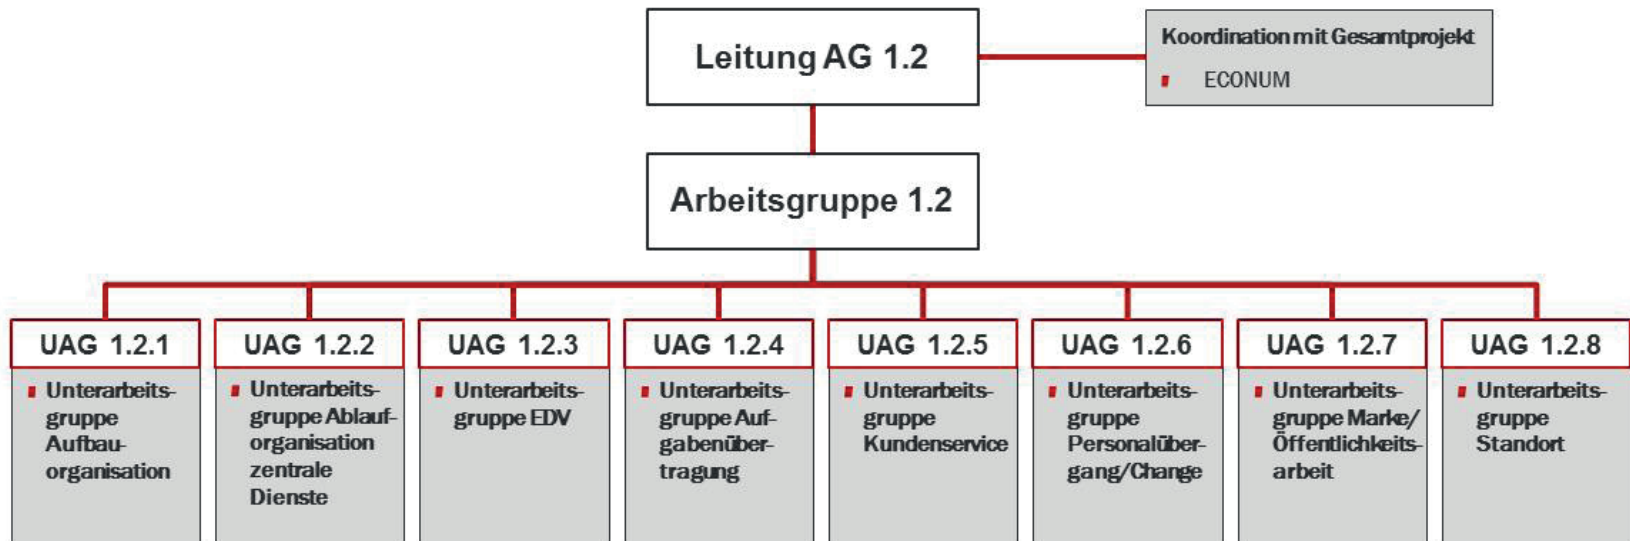 Leitung AG 1.2
Koordination mit Gesamtprojekt
ECONUM
Arbeitsgruppe 1.2
UAG 1.2.1
Unterarbeits-
gruppe
Aufbau-
organisation
UAG 1.2.2
Unterarbeits-
gruppe Ablauf-
organisation
zentrale
Dienste
UAG 1.2.3
Unterarbeits-
gruppe EDV
UAG 1.2.4
Unterarbeits-
gruppe Auf-
gabenüber-
tragung
UAG 1.2.5
Unterarbeits-
gruppe
Kundenservice
UAG 1.2.6
Unterarbeits-
gruppe
Personalüber-
gang/Change
UAG 1.2.7
Unterarbeits-
gruppe Marke/
Öffentlichkeits-
arbeit
UAG 1.2.8
Unterarbeits-
gruppe
Standort